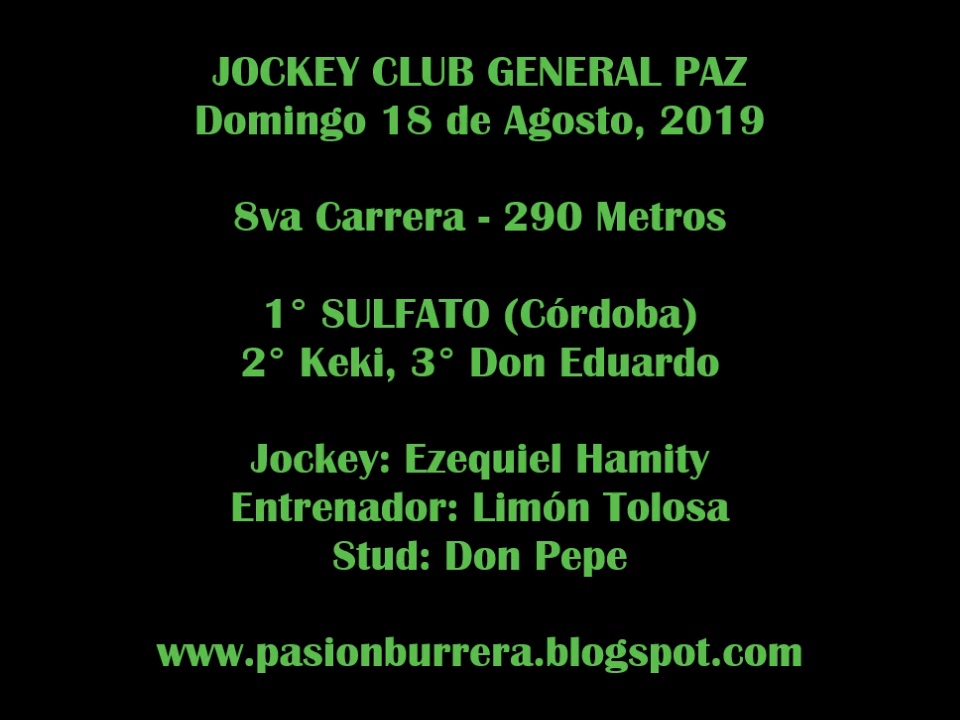 JOCKEY CLUB GENERAL PAZ
Domingo 18 de Agosto, 2019
8va Carrera - 290 Metros
1° SULFATO (Córdoba)
2° Keki, 3° Don Eduardo
Jockey: Ezequiel Hamity
Entrenador: Limón Tolosa
Stud: Don Pepe
www.pasionburrera.blogspot.com